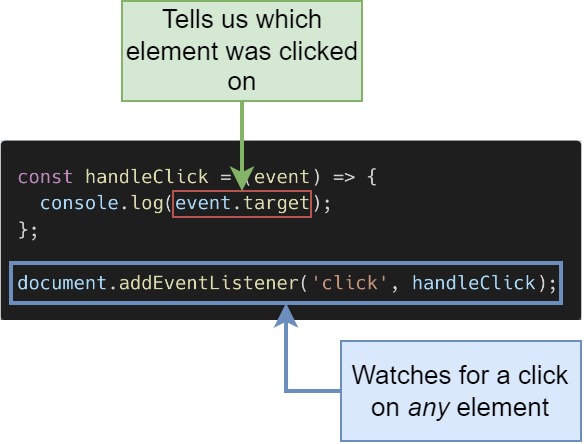 Tells us which
element was clicked
on
const handleClick = (event) => {
console.log(event.target);
};
document.addEventListener('click', handleClick);
Watches for a click
on any element